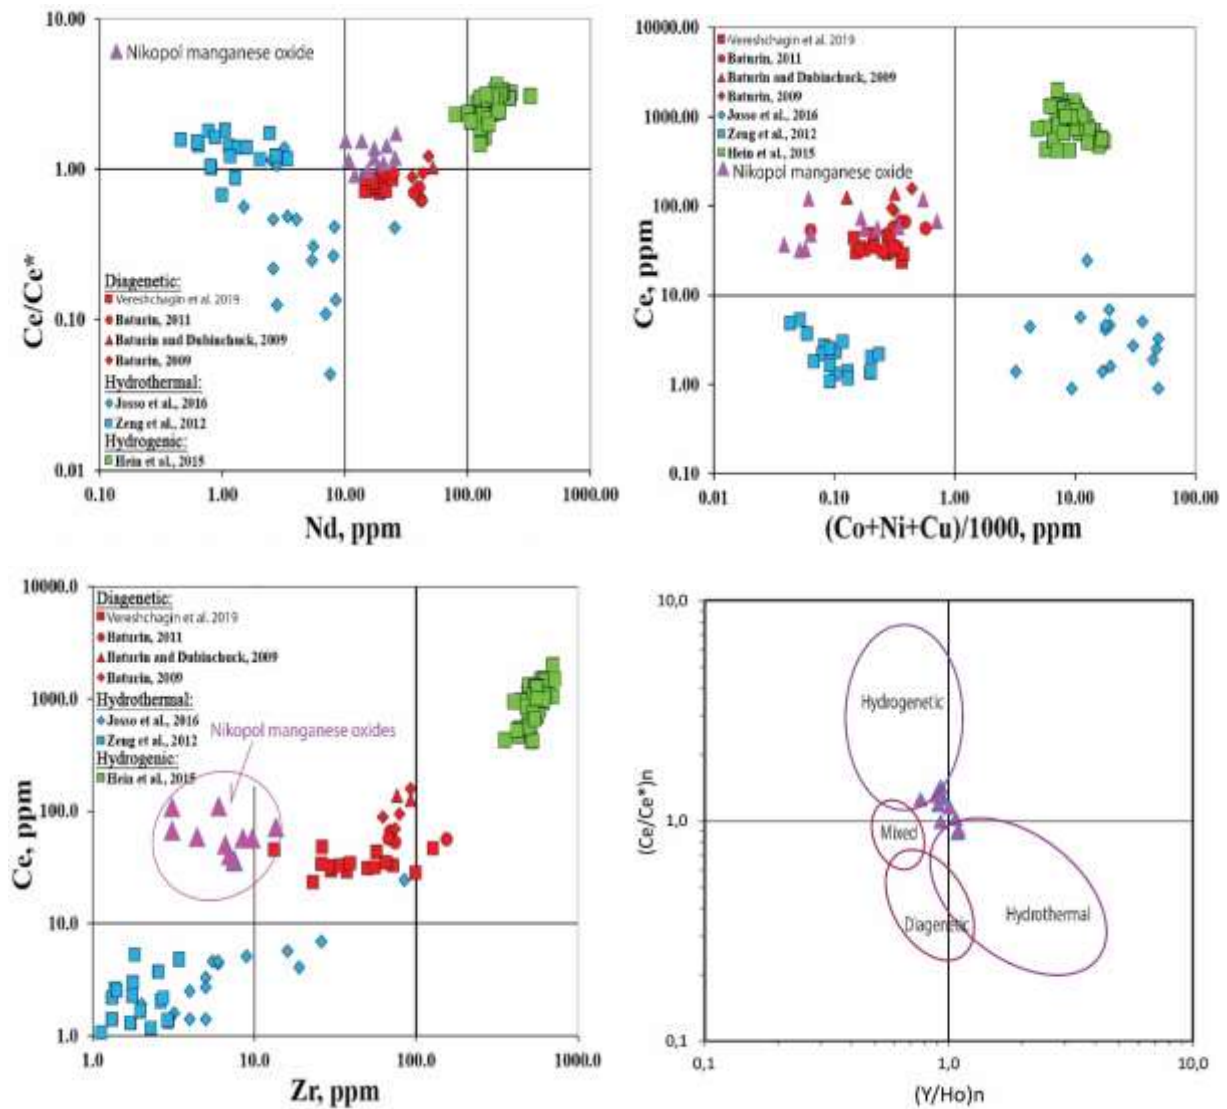 10.00
Nikopol manganese oxide
1.00
Ce/Ce*
0.10
Diagenetic:
Vereshchagin et al. 2019
Baturin, 2011
Baturin and Dubinchuck, 2009
Baturin, 2009
Hydrothermal:
Josso et al., 2016
Zeng et al. 2012
Hydrogenic:
Hein et al., 2015
0.01
0.10
1.00
10.00
100.00
1000.00
Nd, ppm
10000.00
Vereshchagin et al. 2019
Baturin, 2011
Baturin and Dubinchuck, 2009
Baturin, 2009
Josso et al., 2016
Zeng et al. 2012
Hein et al. 2015
Nikopol manganese oxide
1000.00
100.00
Ce, ppm
10.00
1.00
0.10
0.01
0.10
1.00
10.00
100.00
(Co+Ni+Cu)/1000, ppm
10000.0
Diagenetic:
Vereshchagin et al. 2019
Baturin, 2011
Baturin and Dubinchuck, 2009
Baturin, 2009
Hydrothermal:
Josso et al., 2016
Zeng et al. 2012
Hydrogenic:
Hein et al., 2015
Nikopol manganese oxides
1000.0
Ce, ppm
100.0
10.0
1.0
1.0
10.0
100.0
1000.0
Zr, ppm
10,0
Hydrogenetic
(Ce/Ce*)n
1,0
Mixed
Diagenetic
Hydrothermal
0,1
0,1
1,0
10,0
(Y/Ho)n